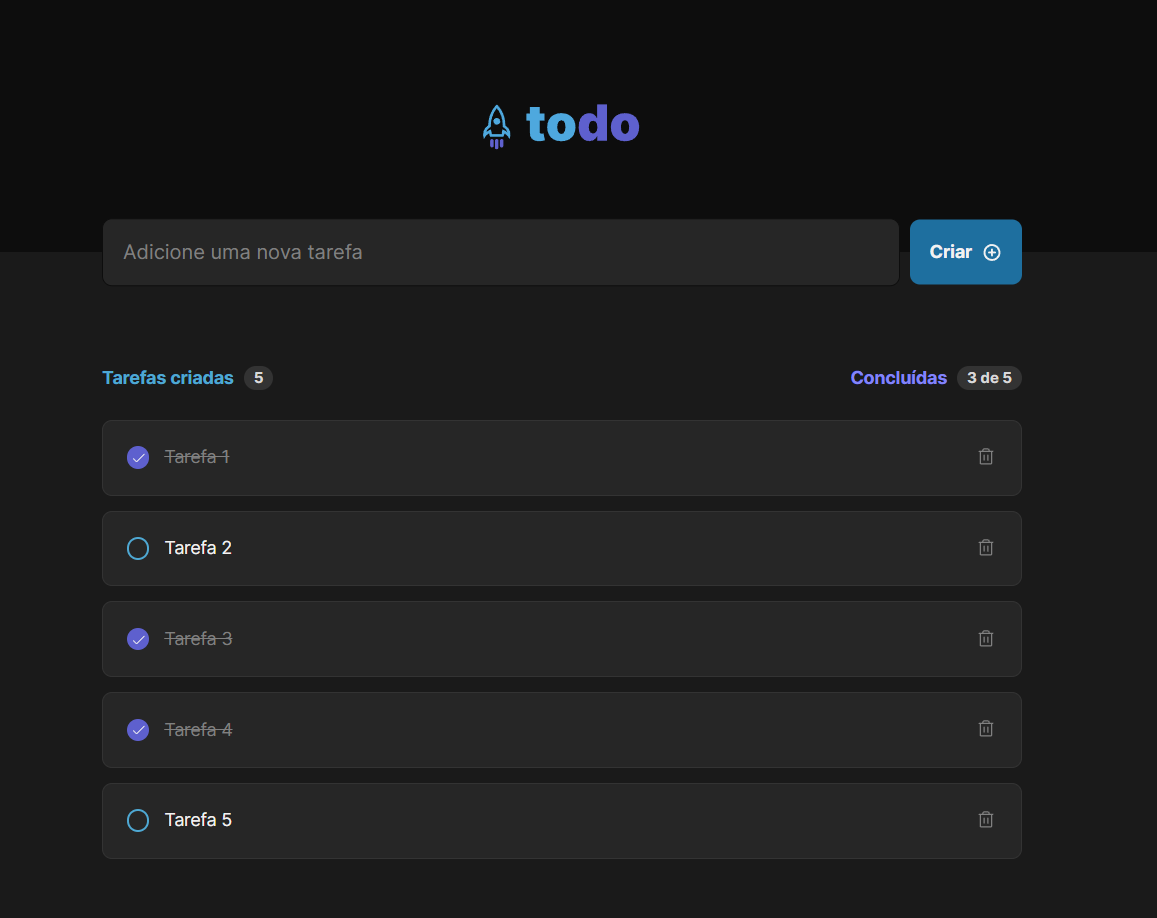 todo
Adicione uma nova tarefa
Criar
Tarefas criadas 5
Concluídas 3 de 5
Tarefa 1
Tarefa 2
Tarefa 3
Tarefa 4
Tarefa 5